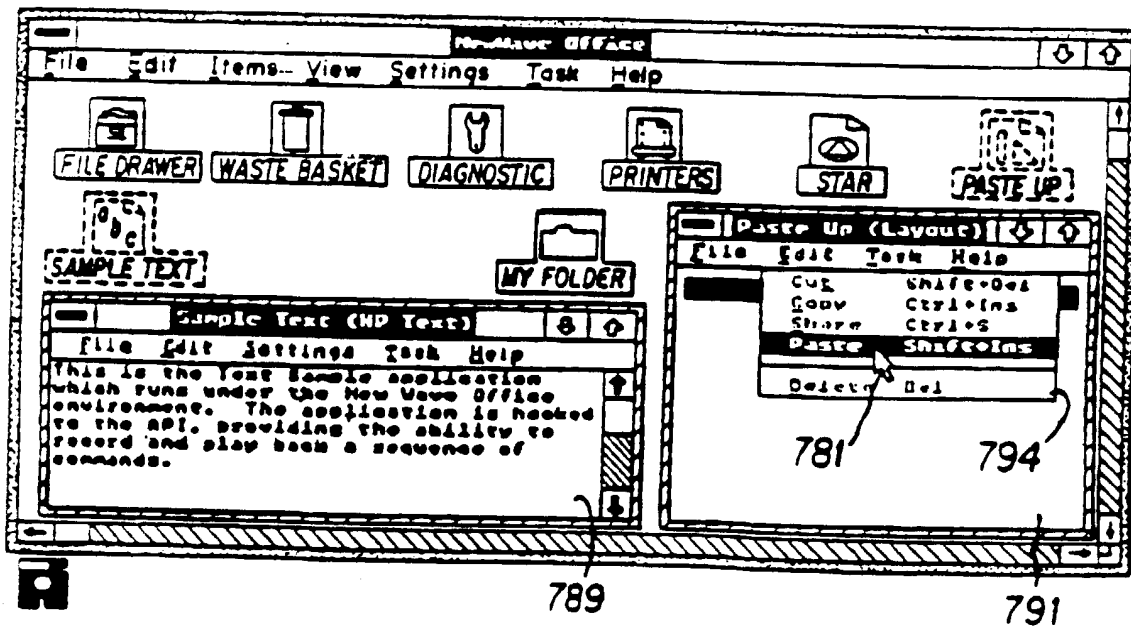 NewWave Office
File Edit Items... View Settings Task Help
FILE DRAWER WASTE BASKET DIAGNOSTIC PRINTERS STAR PASTE UP
SAMPLE TEXT MY FOLDER
Paste Up (Layout)
File Edit Task Help
Cut Shift+Del
Copy Ctrl+Ins
Share Ctrl+S
Paste Shift+Ins
Delete Del
Sample Text (HP Text)
File Edit Settings Task Help
This is the Text Sample application
which runs under the New Wave Office
environment. The application is hooked
to the API, providing the ability to
record and play back a sequence of
commands.
781 794
789 791